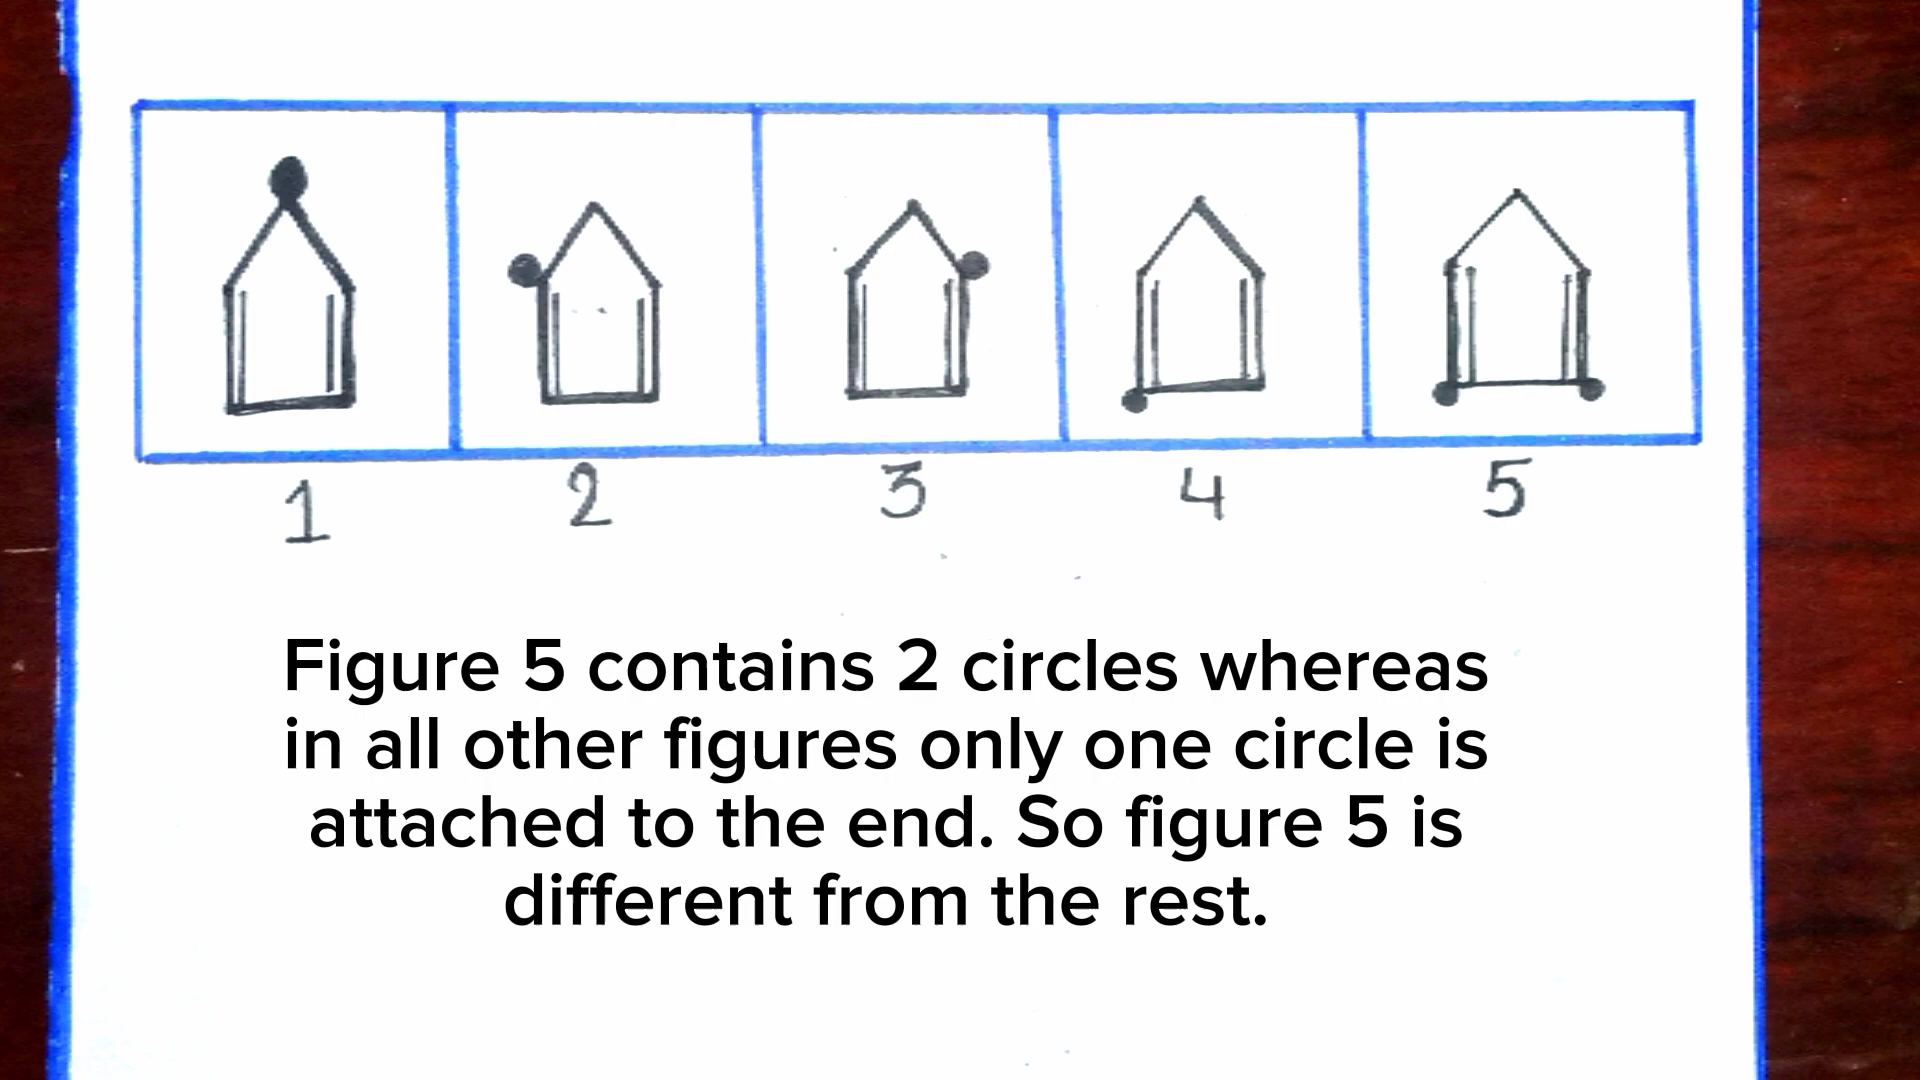 1 2 3 4 5
Figure 5 contains 2 circles whereas
in all other figures only one circle is
attached to the end. So figure 5 is
different from the rest.